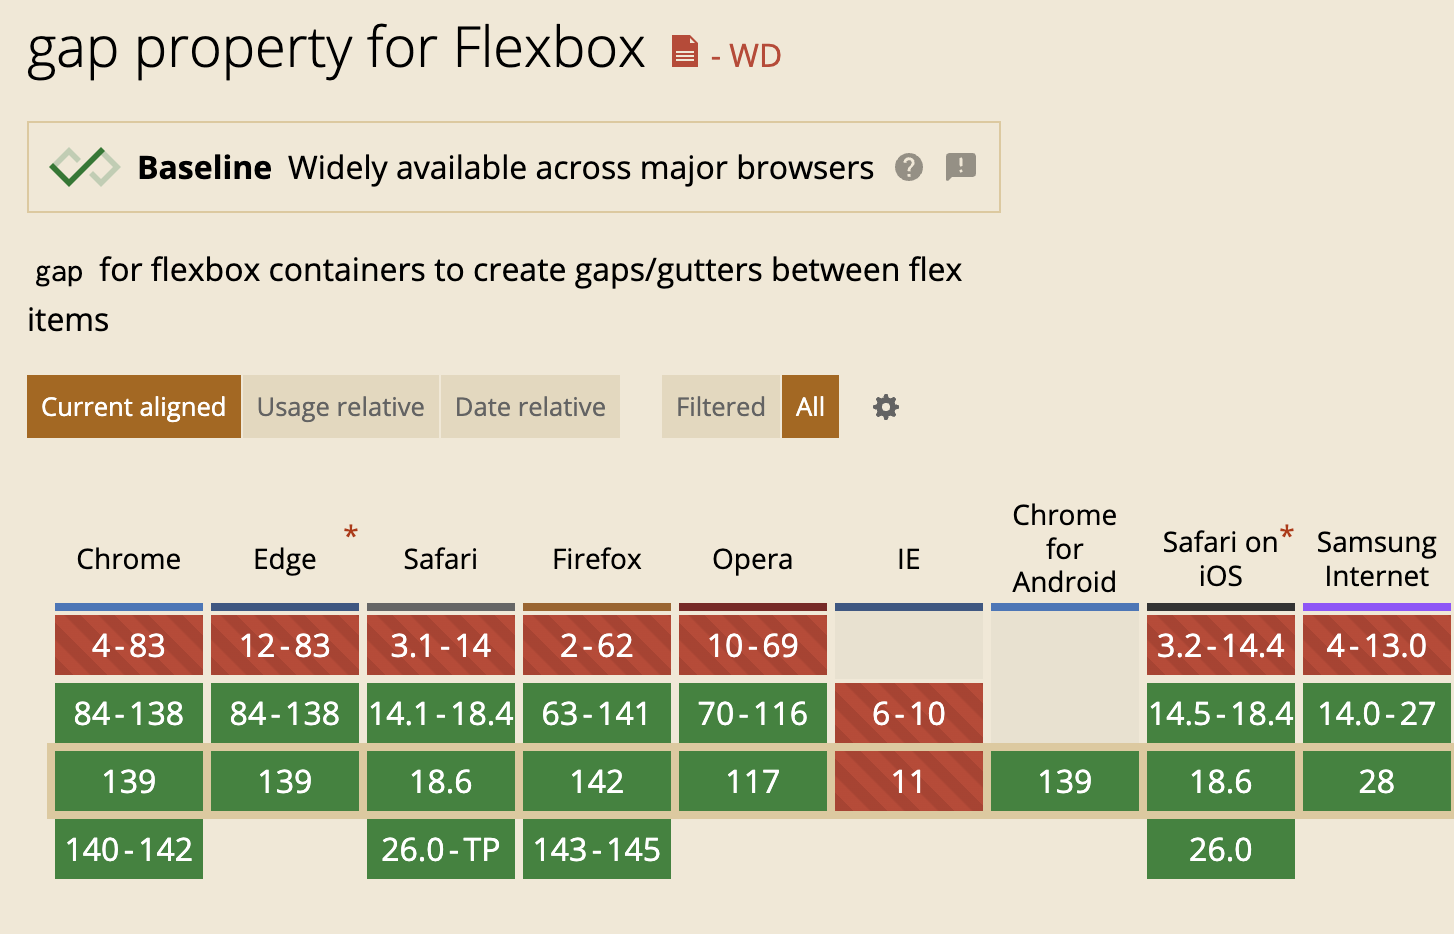 gap property for Flexbox - WD
Baseline Widely available across major browsers ? !
gap for flexbox containers to create gaps/gutters between flex
items
Current aligned Usage relative Date relative Filtered All
Chrome Edge * Safari Firefox Opera IE Chrome for Android Safari on iOS * Samsung Internet
4-83 12-83 3.1-14 2-62 10-69 3.2-14.4 4-13.0
84-138 84-138 14.1-18.4 63-141 70-116 6-10 14.5-18.4 14.0-27
139 139 18.6 142 117 11 139 18.6 28
140-142 26.0-TP 143-145 26.0